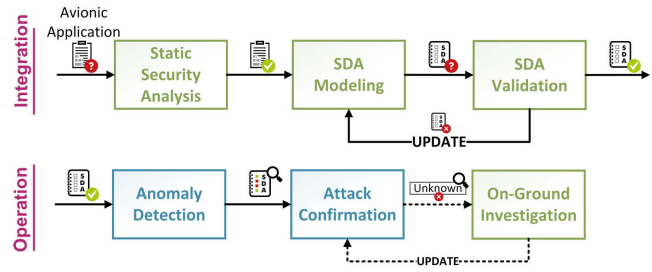 Avionic
Application
Integration
Static
Security
Analysis
SDA
Modeling
S
D
A
SDA
Validation
S
D
A
S
D
A
UPDATE
Operation
S
D
A
Anomaly
Detection
S
D
A
Attack
Confirmation
Unknown
On-Ground
Investigation
UPDATE